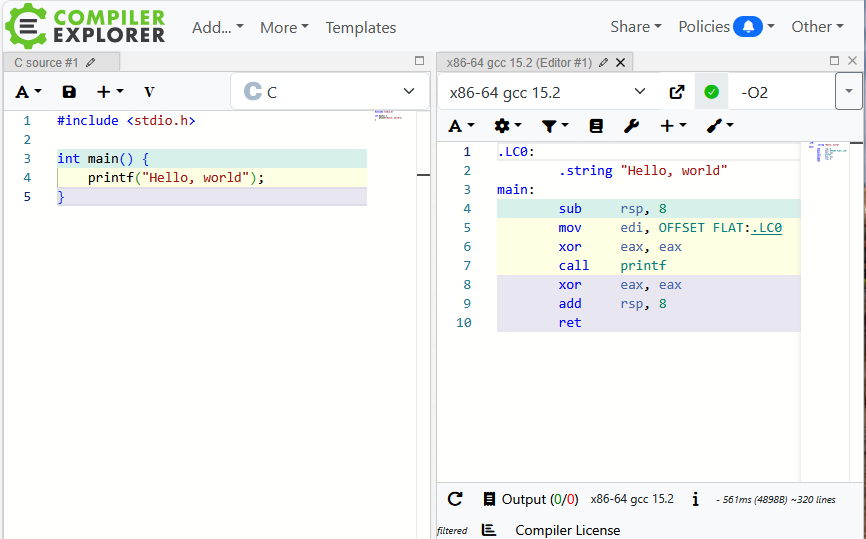 COMPILER
EXPLORER
Add... More Templates
Share Policies Other
C source #1
A + V
C
1 #include <stdio.h>
2
3 int main() {
4     printf("Hello, world");
5 }
x86-64 gcc 15.2 (Editor #1)
x86-64 gcc 15.2 -O2
A +
1 .LC0:
2         .string "Hello, world"
3 main:
4         sub     rsp, 8
5         mov     edi, OFFSET FLAT:.LC0
6         xor     eax, eax
7         call    printf
8         xor     eax, eax
9         add     rsp, 8
10         ret
Output (0/0) x86-64 gcc 15.2 i - 561ms (4898B) ~320 lines
filtered Compiler License